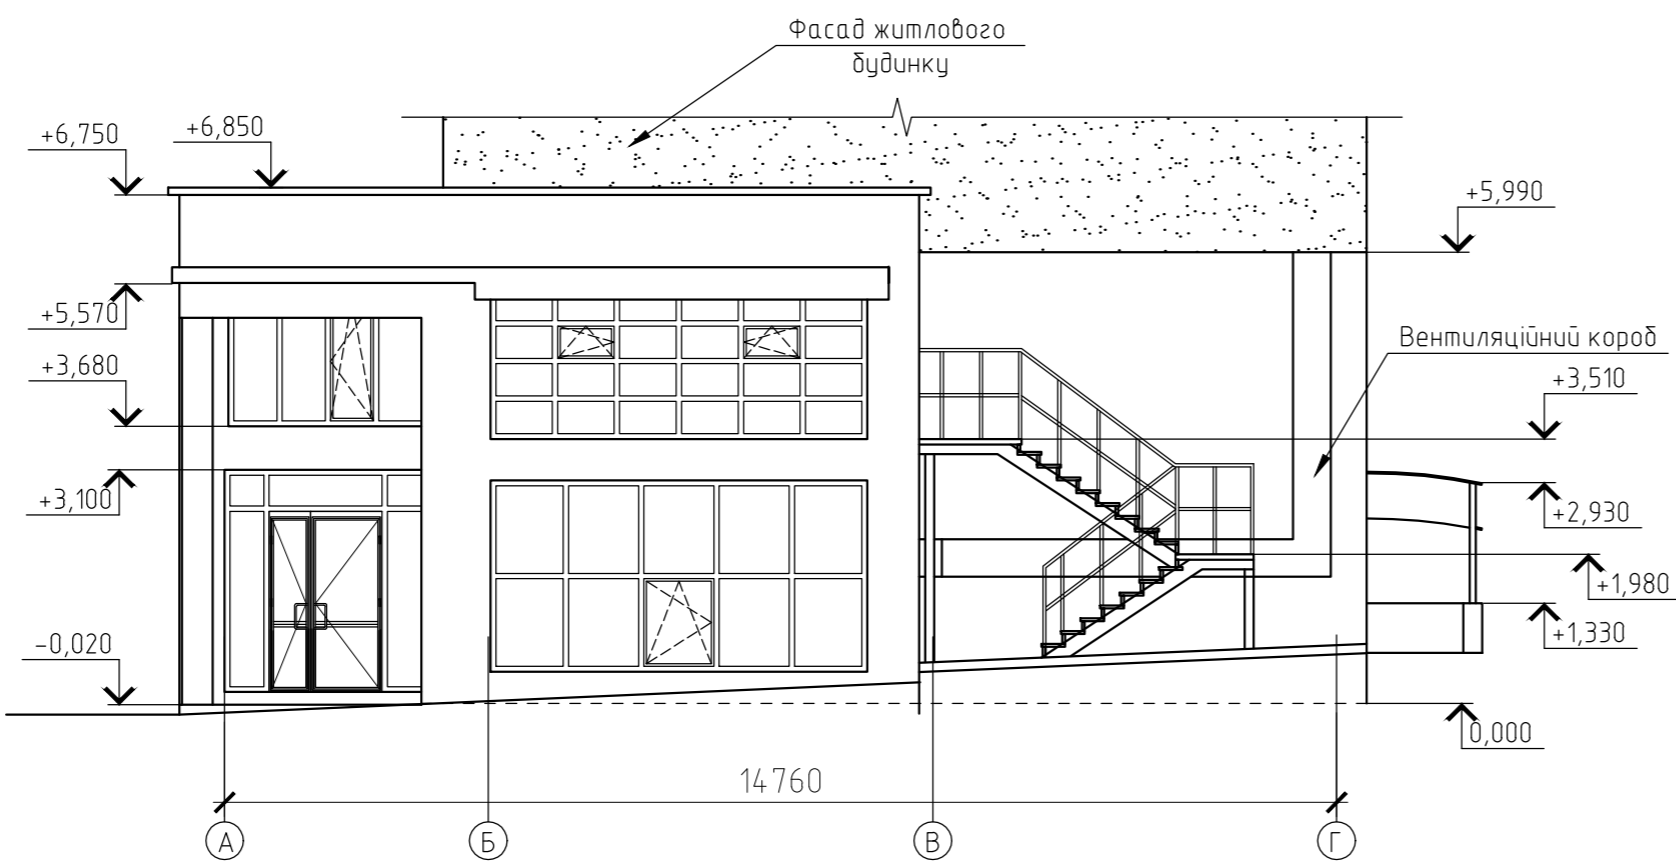 Фасад житлового
будинку
+6,750
+6,850
+5,990
+5,570
Вентиляційний короб
+3,680
+3,510
+3,100
+2,930
+1,980
-0,020
+1,330
0,000
14760
А
Б
В
Г